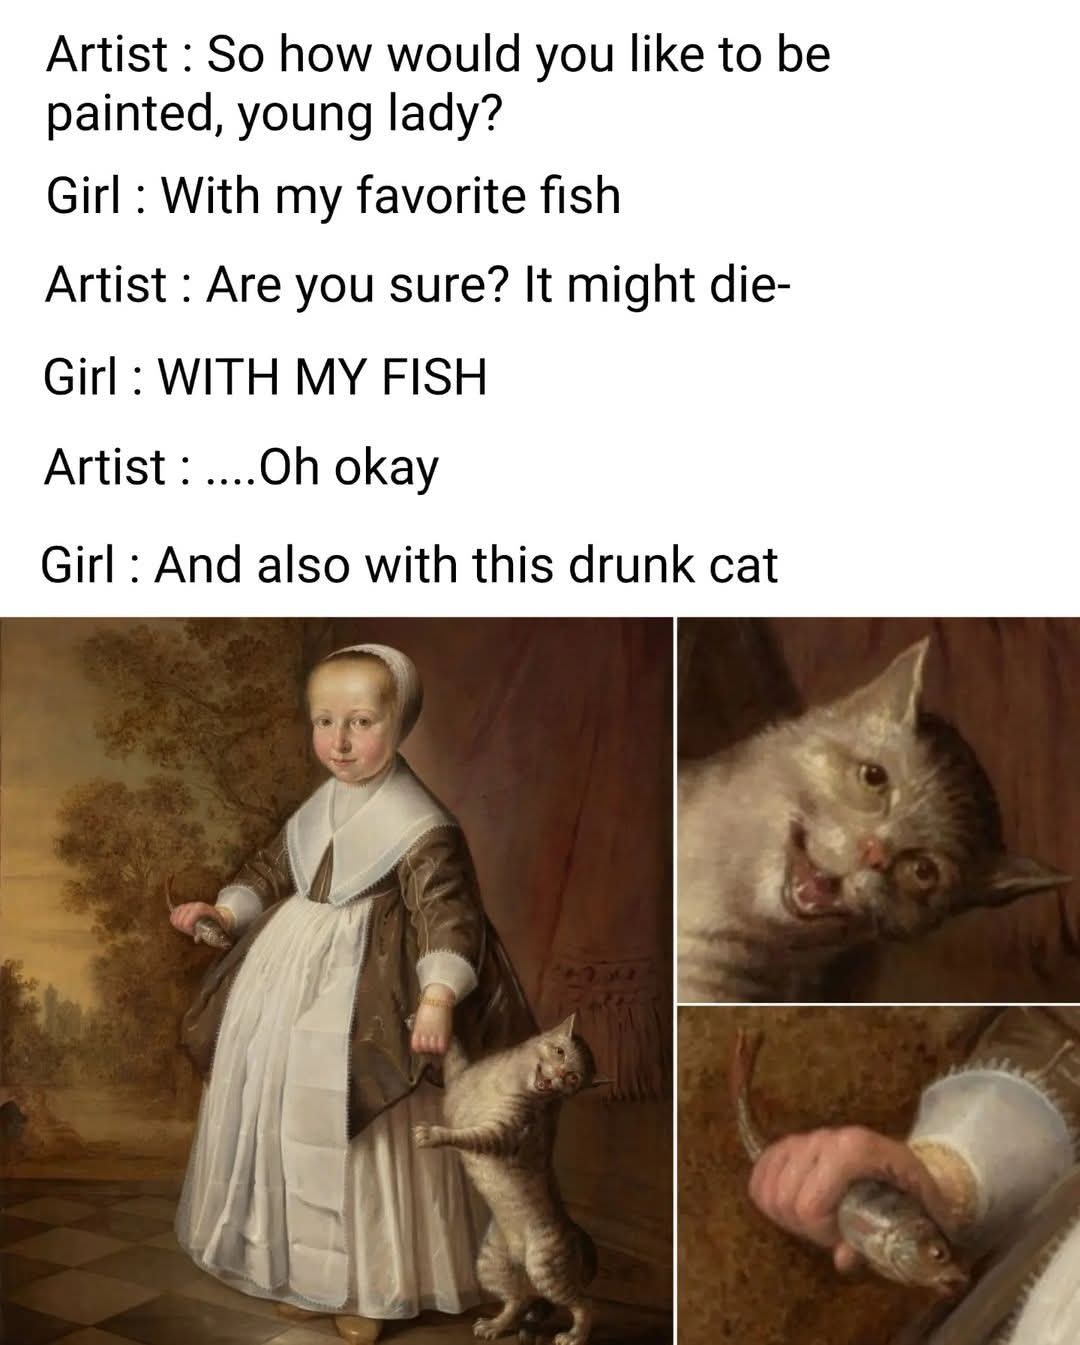 Artist : So how would you like to be
painted, young lady?
Girl : With my favorite fish
Artist : Are you sure? It might die-
Girl : WITH MY FISH
Artist : ....Oh okay
Girl : And also with this drunk cat